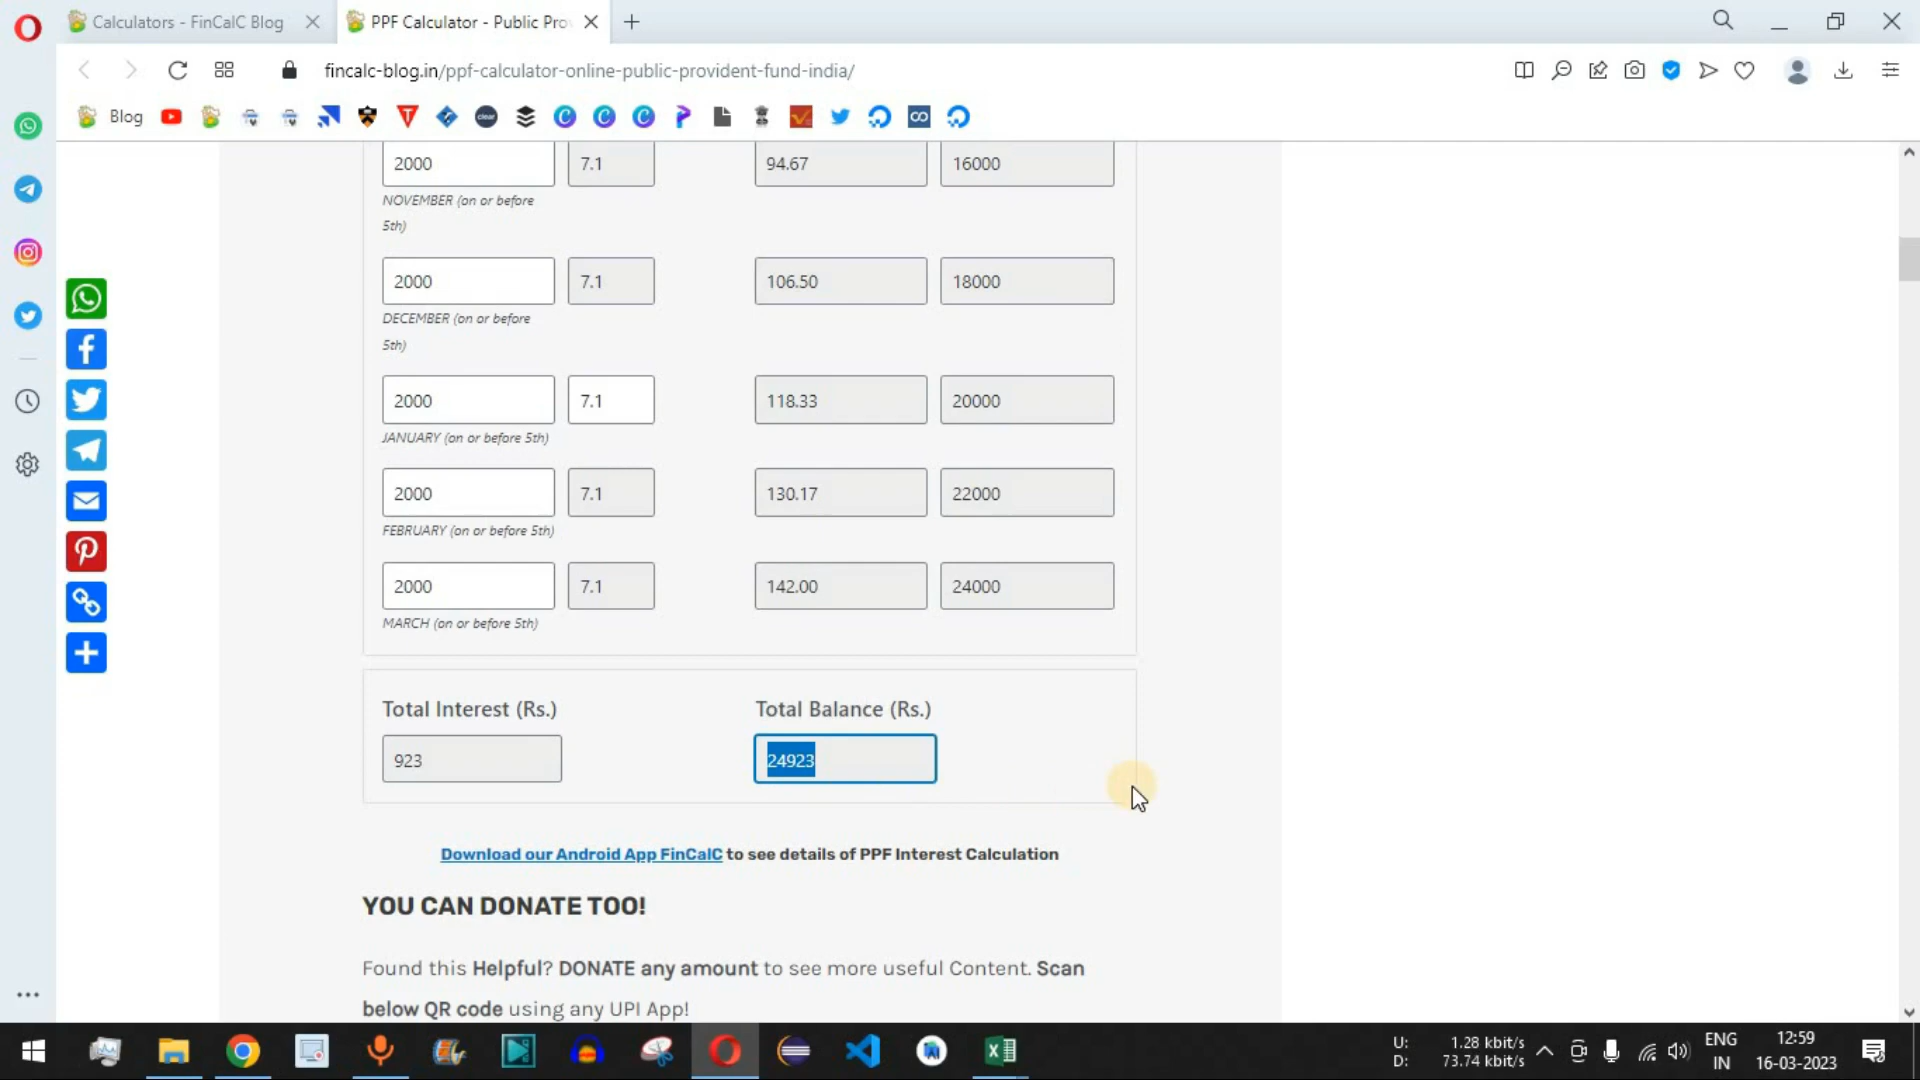 Calculators - FinCalC Blog
PPF Calculator - Public Pro
fincalc-blog.in/ppf-calculator-online-public-provident-fund-india/
Blog
clear
2000 7.1 94.67 16000
NOVEMBER (on or before
5th)
2000 7.1 106.50 18000
DECEMBER (on or before
5th)
2000 7.1 118.33 20000
JANUARY (on or before 5th)
2000 7.1 130.17 22000
FEBRUARY (on or before 5th)
2000 7.1 142.00 24000
MARCH (on or before 5th)
Total Interest (Rs.) Total Balance (Rs.)
923 24923
Download our Android App FinCalC to see details of PPF Interest Calculation
YOU CAN DONATE TOO!
Found this Helpful? DONATE any amount to see more useful Content. Scan
below QR code using any UPI App!
U: 1.28 kbit/s
D: 73.74 kbit/s
ENG
IN
12:59
16-03-2023